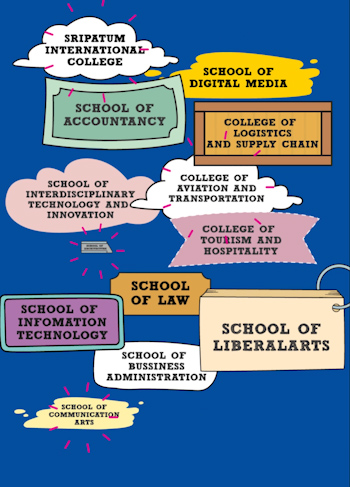 SRIPATUM
INTERNATIONAL
COLLEGE
SCHOOL OF
DIGITAL MEDIA
SCHOOL OF
ACCOUNTANCY
COLLEGE OF
LOGISTICS
AND SUPPLY CHAIN
SCHOOL OF
INTERDISCIPLINARY
TECHNOLOGY AND
INNOVATION
COLLEGE OF
AVIATION AND
TRANSPORTATION
COLLEGE OF
TOURISM AND
HOSPITALITY
SCHOOL OF
SCHOOL
OF LAW
SCHOOL OF
INFOMATION
TECHNOLOGY
SCHOOL OF
LIBERALARTS
SCHOOL OF
BUSSINESS
ADMINISTRATION
SCHOOL OF
COMMUNICATION
ARTS